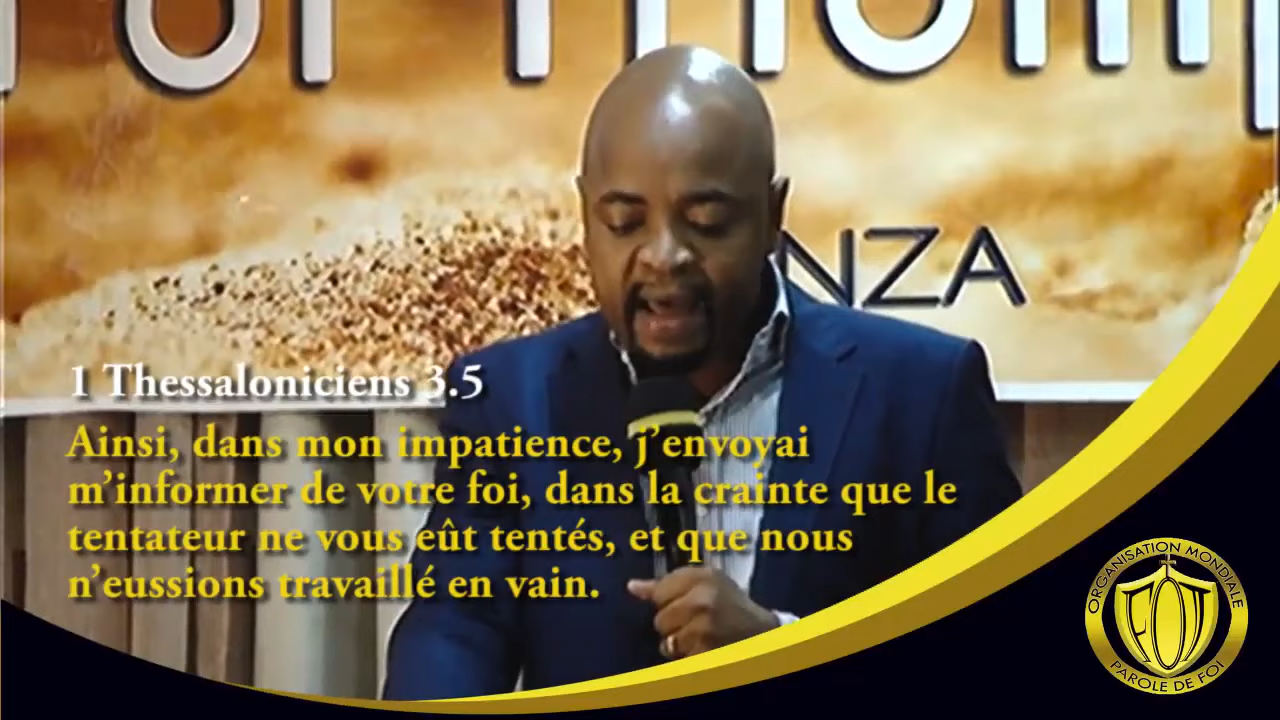 NZA
1 Thessaloniciens 3.5
Ainsi, dans mon impatience, j’envoyai
m’informer de votre foi, dans la crainte que le
tentateur ne vous eût tentés, et que nous
n’eussions travaillé en vain.
ORGANISATION MONDIALE
FOI
PAROLE DE FOI